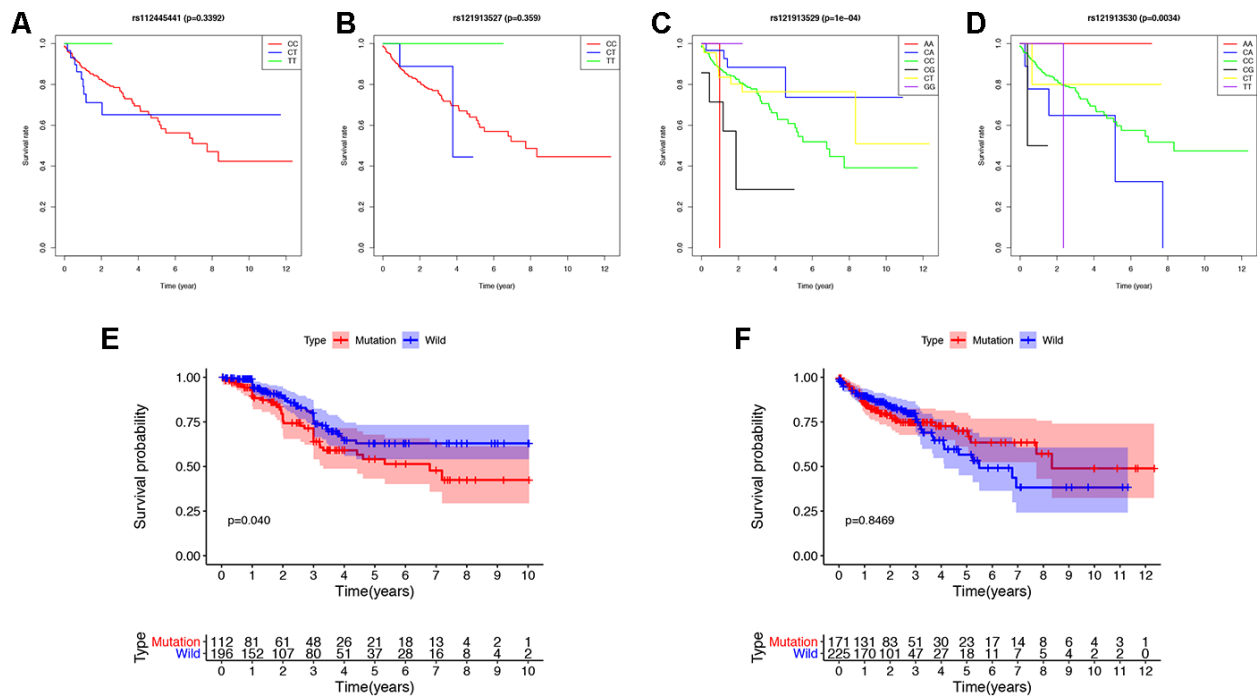 A
rs112445441 (p=0.3392)
Survival rate
1.0
0.8
0.6
0.4
0.2
0.0
CC
CT
TT
0 2 4 6 8 10 12
Time (year)
B
rs121913527 (p=0.359)
Survival rate
1.0
0.8
0.6
0.4
0.2
0.0
CC
CT
TT
0 2 4 6 8 10 12
Time (year)
C
rs121913529 (p=1e−04)
Survival rate
1.0
0.8
0.6
0.4
0.2
0.0
AA
CA
CC
CG
CT
GG
0 2 4 6 8 10 12
Time (year)
D
rs121913530 (p=0.0034)
Survival rate
1.0
0.8
0.6
0.4
0.2
0.0
AA
CA
CC
CG
CT
TT
0 2 4 6 8 10 12
Time (year)
E
Type Mutation Wild
Survival probability
1.00
0.75
0.50
0.25
0.00
p=0.040
0 1 2 3 4 5 6 7 8 9 10
Time(years)
Type
Mutation 112 81 61 48 26 21 18 13 4 2 1
Wild 196 152 107 80 51 37 28 16 8 4 2
0 1 2 3 4 5 6 7 8 9 10
Time(years)
F
Type Mutation Wild
Survival probability
1.00
0.75
0.50
0.25
0.00
p=0.8469
0 1 2 3 4 5 6 7 8 9 10 11 12
Time(years)
Type
Mutation 171 131 83 51 30 23 17 14 8 6 4 3 1
Wild 225 170 101 47 27 18 11 7 5 4 2 2 0
0 1 2 3 4 5 6 7 8 9 10 11 12
Time(years)